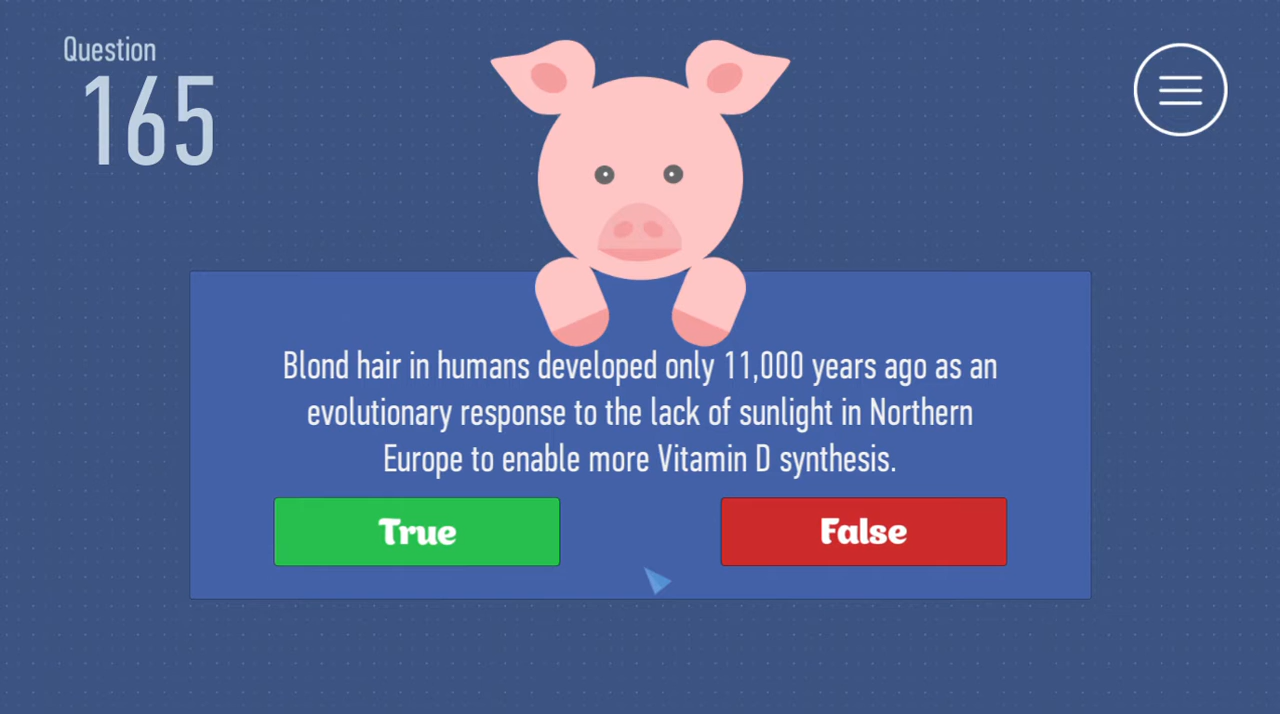 Question
165
Blond hair in humans developed only 11,000 years ago as an
evolutionary response to the lack of sunlight in Northern
Europe to enable more Vitamin D synthesis.
True
False